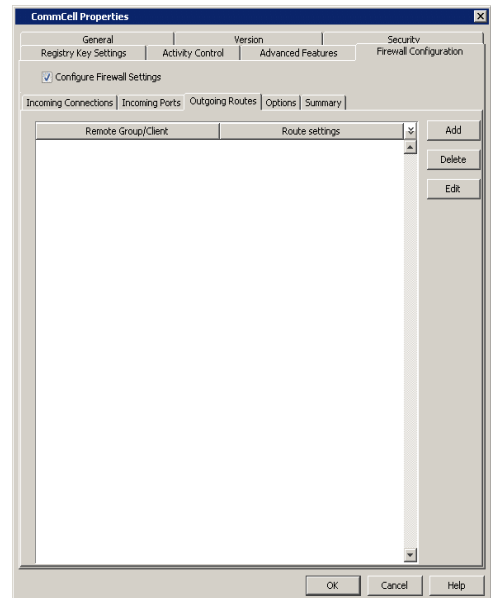 CommCell Properties
General Version Security
Registry Key Settings Activity Control Advanced Features Firewall Configuration
Configure Firewall Settings
Incoming Connections Incoming Ports Outgoing Routes Options Summary
Remote Group/Client Route settings
Add
Delete
Edit
OK Cancel Help